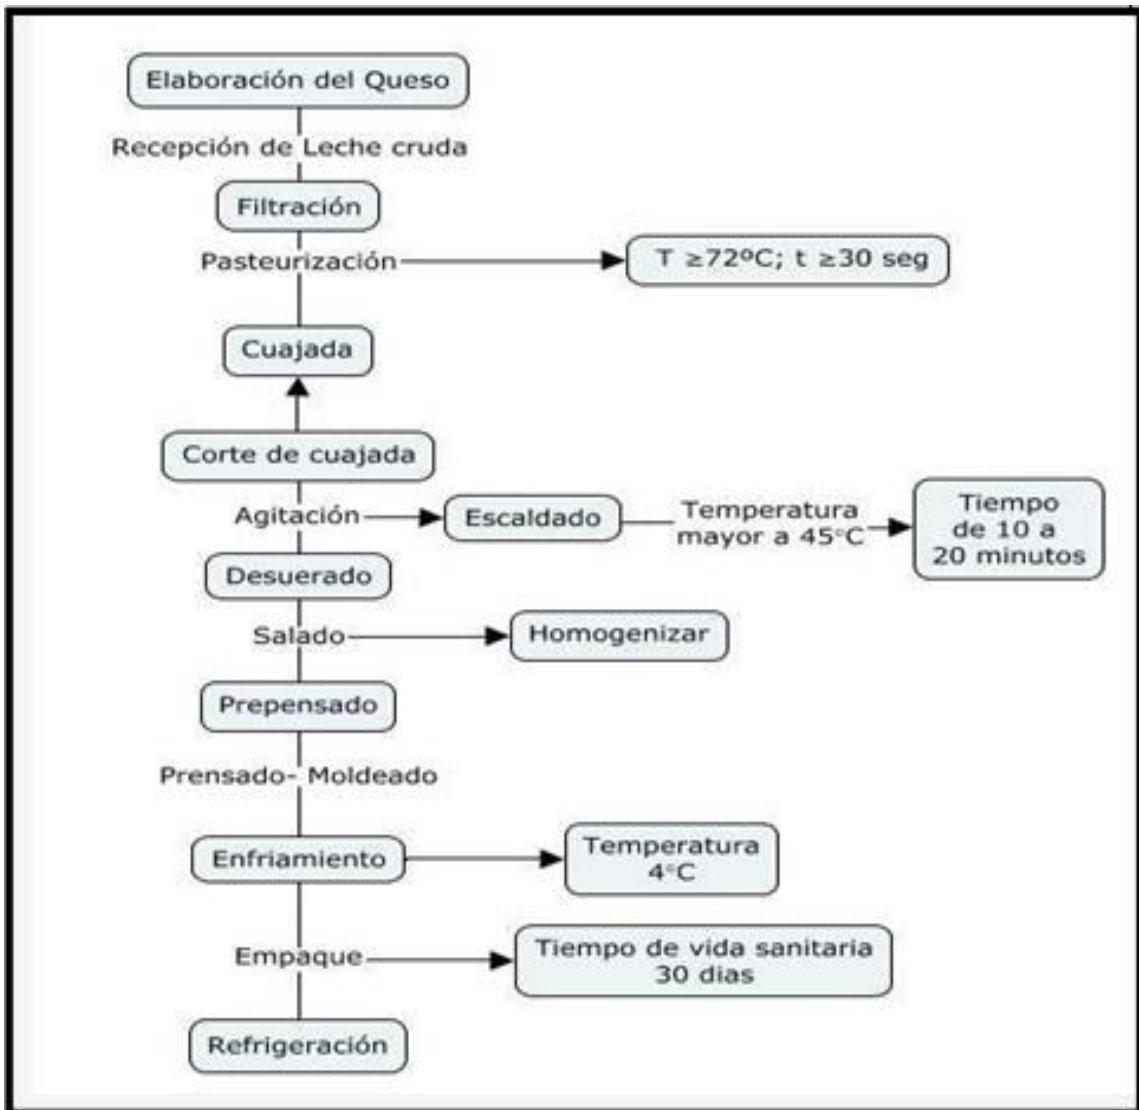 Elaboración del Queso
Recepción de Leche cruda
Filtración
Pasteurización
T ≥72ºC; t ≥30 seg
Cuajada
Corte de cuajada
Agitación
Escaldado
Temperatura
mayor a 45°C
Tiempo
de 10 a
20 minutos
Desuerado
Salado
Homogenizar
Prepensado
Prensado- Moldeado
Enfriamiento
Temperatura
4°C
Empaque
Tiempo de vida sanitaria
30 dias
Refrigeración